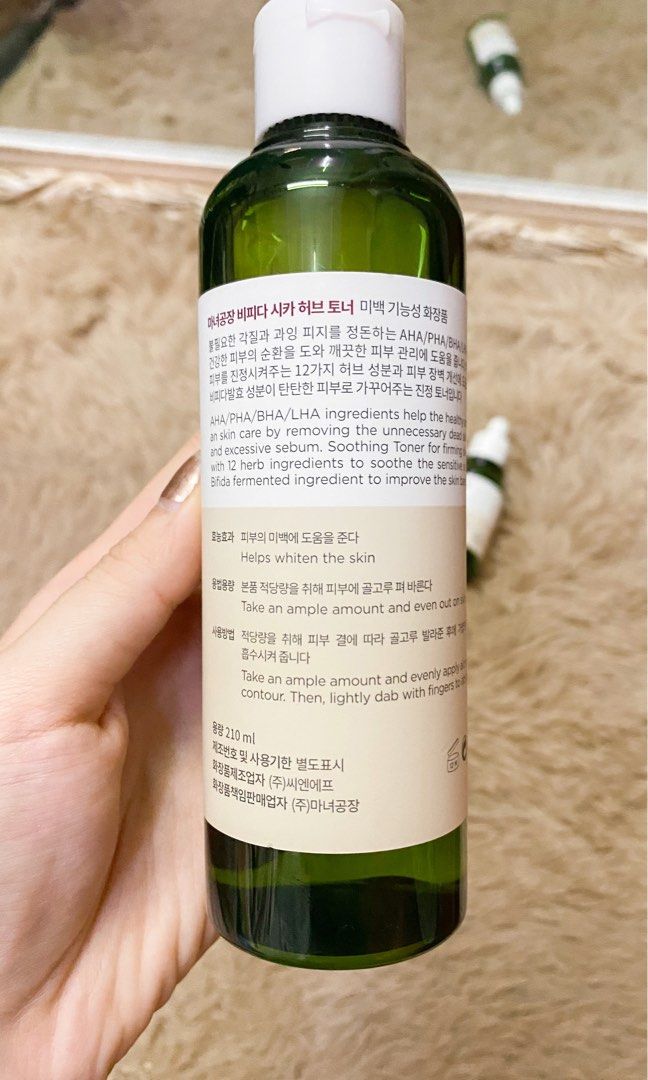 마녀공장 비피다 시카 허브 토너 미백 기능성 화장품
불필요한 각질과 과잉 피지를 정돈하는 AHA/PHA/BHA/
건강한 피부의 순환을 도와 깨끗한 피부 관리에 도움을
피부를 진정시켜주는 12가지 허브 성분과 피부 장벽
비피다발효 성분이 탄탄한 피부로 가꾸어주는 진정 토너입니다
AHA/PHA/BHA/LHA ingredients help the
an skin care by removing the unnecessary dead
and excessive sebum. Soothing Toner for firming
with 12 herb ingredients to soothe the sensitive
Bifida fermented ingredient to improve the skin
효능효과 피부의 미백에 도움을 준다
Helps whiten the skin
용법용량 본품 적당량을 취해 피부에 골고루 펴 바른다
Take an ample amount and even out on
사용방법 적당량을 취해 피부 결에 따라 골고루 발라준 후에
흡수시켜 줍니다
Take an ample amount and evenly apply
contour. Then, lightly dab with fingers to
용량 210 ml
제조번호 및 사용기한 별도표시
화장품제조업자 (주)씨엔에프
화장품책임판매업자 (주)마녀공장